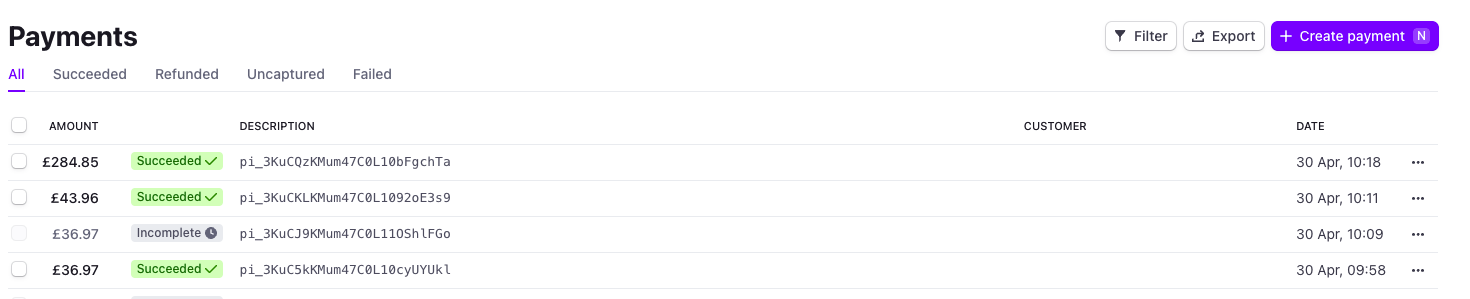 Payments
Filter Export + Create payment N
All Succeeded Refunded Uncaptured Failed
AMOUNT DESCRIPTION CUSTOMER DATE
£284.85 Succeeded pi_3KuCQzKMum47C0L10bFgchTa 30 Apr, 10:18
£43.96 Succeeded pi_3KuCKLKMum47C0L1092oE3s9 30 Apr, 10:11
£36.97 Incomplete pi_3KuCJ9KMum47C0L11OShlFGo 30 Apr, 10:09
£36.97 Succeeded pi_3KuC5kKMum47C0L10cyUYUkl 30 Apr, 09:58